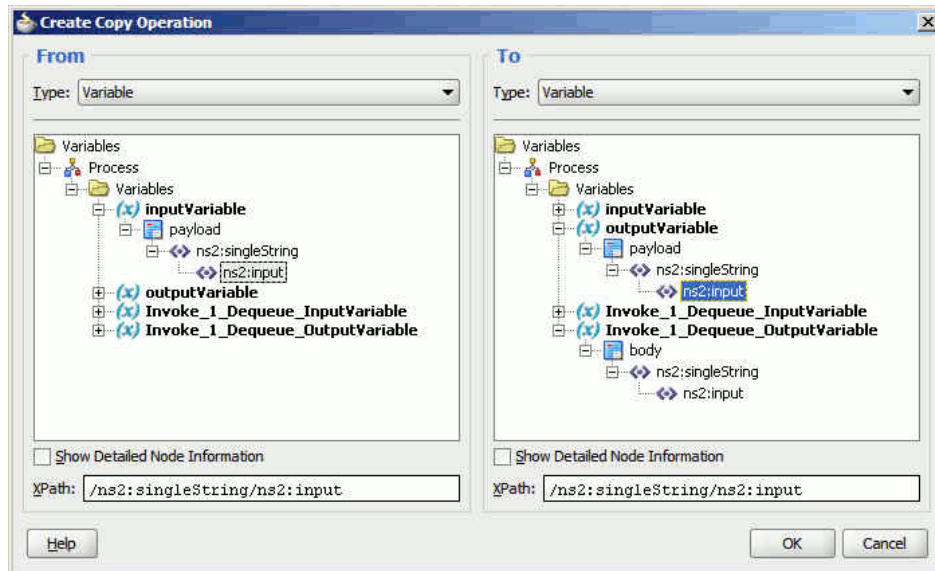 Create Copy Operation
From
Type: Variable
Variables
Process
Variables
(x) inputVariable
payload
ns2:singleString
ns2:input
(x) outputVariable
(x) Invoke_1_Dequeue_InputVariable
(x) Invoke_1_Dequeue_OutputVariable
Show Detailed Node Information
XPath: /ns2:singleString/ns2:input
To
Type: Variable
Variables
Process
Variables
(x) inputVariable
(x) outputVariable
payload
ns2:singleString
ns2:input
(x) Invoke_1_Dequeue_InputVariable
(x) Invoke_1_Dequeue_OutputVariable
body
ns2:singleString
ns2:input
Show Detailed Node Information
XPath: /ns2:singleString/ns2:input
Help
OK
Cancel